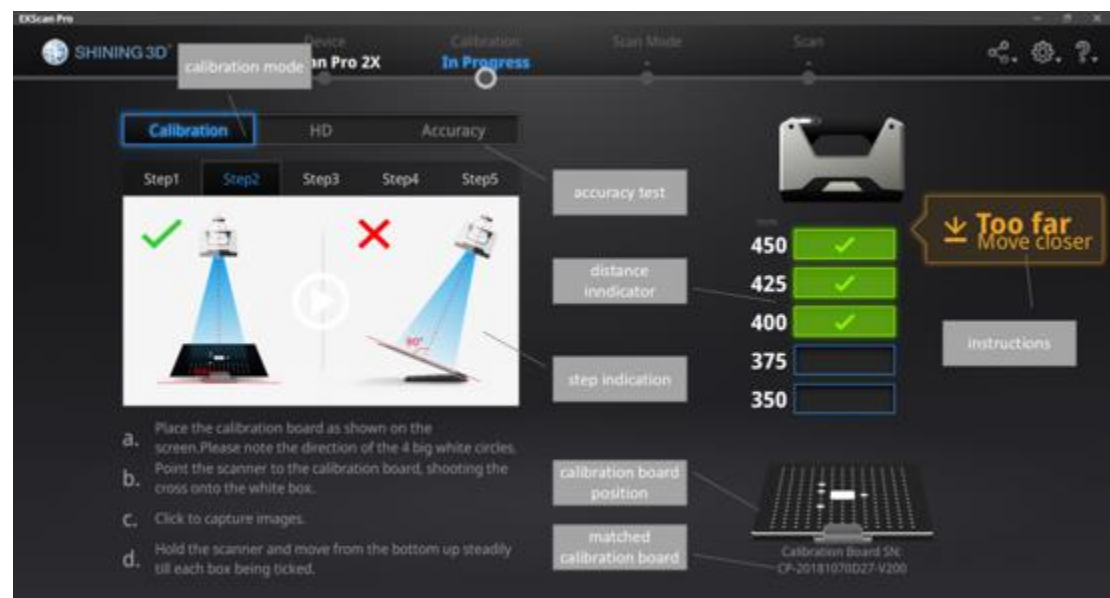 EXScan Pro
SHINING 3D
Device
Calibration
Scan Mode
Scan
calibration mode
an Pro 2X
In Progress
Calibration
HD
Accuracy
Step1
Step2
Step3
Step4
Step5
accuracy test
Too far
Move closer
450
425
400
375
350
distance
inndicator
instructions
90°
step indication
a.
Place the calibration board as shown on the
screen.Please note the direction of the 4 big white circles.
b.
Point the scanner to the calibration board, shooting the
cross onto the white box.
c.
Click to capture images.
d.
Hold the scanner and move from the bottom up steadily
till each box being ticked.
calibration board
position
matched
calibration board
Calibration Board SN:
CP-20181070D27-V200